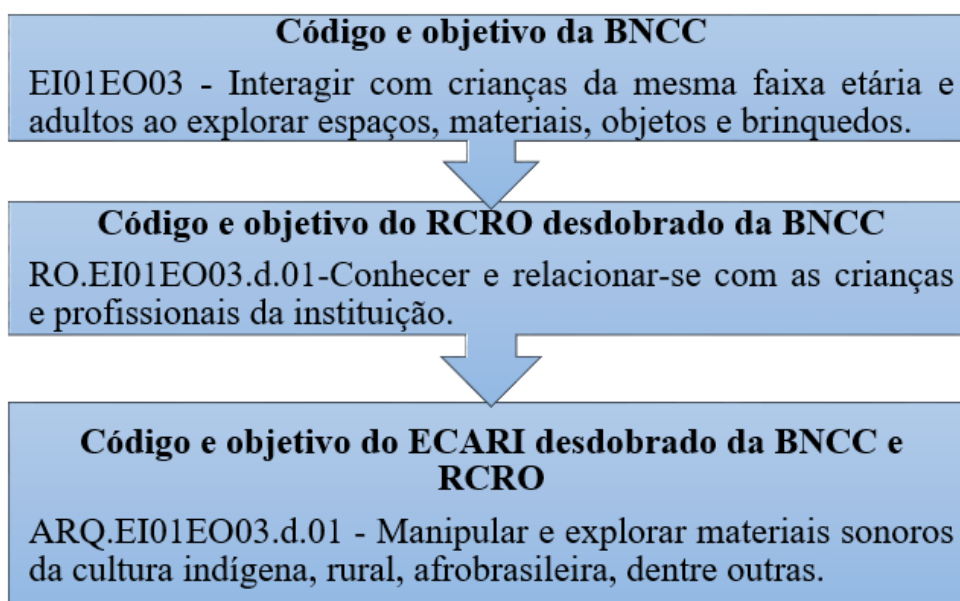 Código e objetivo da BNCC
EI01EO03 - Interagir com crianças da mesma faixa etária e
adultos ao explorar espaços, materiais, objetos e brinquedos.
Código e objetivo do RCRO desdobrado da BNCC
RO.EI01EO03.d.01-Conhecer e relacionar-se com as crianças
e profissionais da instituição.
Código e objetivo do ECARI desdobrado da BNCC e
RCRO
ARQ.EI01EO03.d.01 - Manipular e explorar materiais sonoros
da cultura indígena, rural, afrobrasileira, dentre outras.